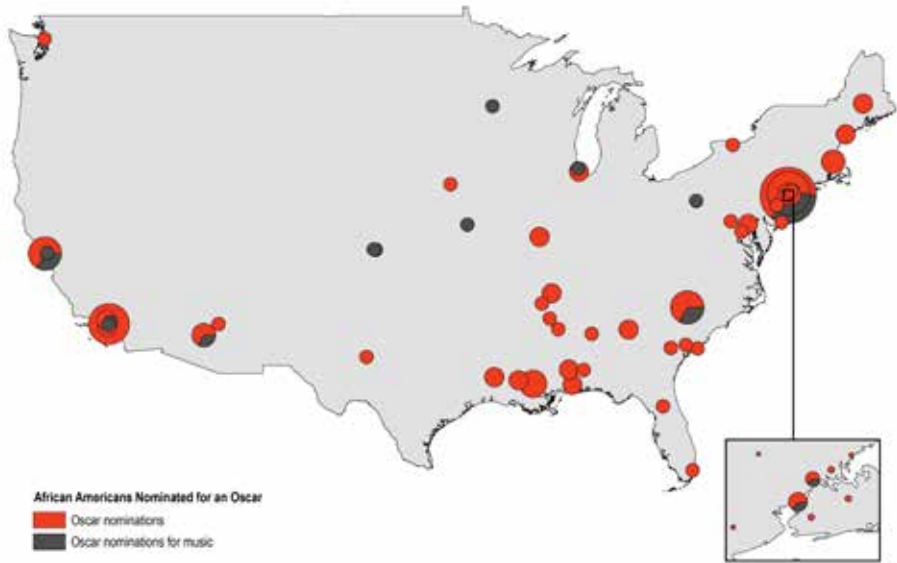 African Americans Nominated for an Oscar
Oscar nominations
Oscar nominations for music